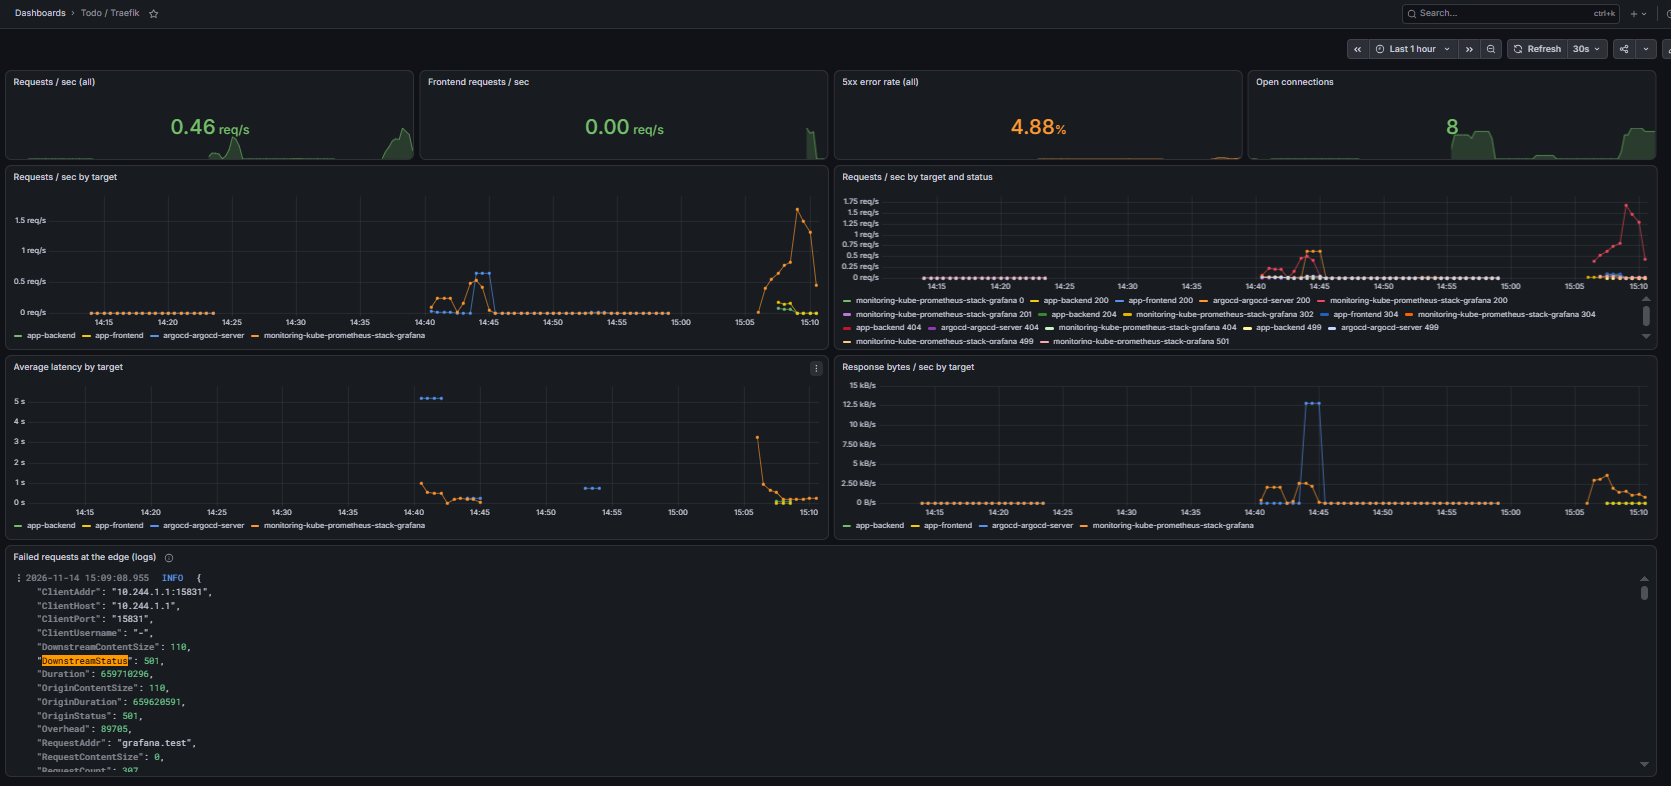 Dashboards › Todo / Traefik
Search... ctrl+k
Last 1 hour Refresh 30s
Requests / sec (all)
0.46 req/s
Frontend requests / sec
0.00 req/s
5xx error rate (all)
4.88%
Open connections
8
Requests / sec by target
1.5 req/s
1 req/s
0.5 req/s
0 req/s
14:15 14:20 14:25 14:30 14:35 14:40 14:45 14:50 14:55 15:00 15:05 15:10
app-backend app-frontend argocd-argocd-server monitoring-kube-prometheus-stack-grafana
Requests / sec by target and status
1.75 req/s
1.5 req/s
1.25 req/s
1 req/s
0.75 req/s
0.5 req/s
0.25 req/s
0 req/s
14:15 14:20 14:25 14:30 14:35 14:40 14:45 14:50 14:55 15:00 15:05 15:10
monitoring-kube-prometheus-stack-grafana 0 app-backend 200 app-frontend 200 argocd-argocd-server 200 monitoring-kube-prometheus-stack-grafana 200
monitoring-kube-prometheus-stack-grafana 201 app-backend 204 monitoring-kube-prometheus-stack-grafana 302 app-frontend 304 monitoring-kube-prometheus-stack-grafana 304
app-backend 404 argocd-argocd-server 404 monitoring-kube-prometheus-stack-grafana 404 app-backend 499 argocd-argocd-server 499
monitoring-kube-prometheus-stack-grafana 499 monitoring-kube-prometheus-stack-grafana 501
Average latency by target
5 s
4 s
3 s
2 s
1 s
0 s
14:15 14:20 14:25 14:30 14:35 14:40 14:45 14:50 14:55 15:00 15:05 15:10
app-backend app-frontend argocd-argocd-server monitoring-kube-prometheus-stack-grafana
Response bytes / sec by target
15 kB/s
12.5 kB/s
10 kB/s
7.50 kB/s
5 kB/s
2.50 kB/s
0 B/s
14:15 14:20 14:25 14:30 14:35 14:40 14:45 14:50 14:55 15:00 15:05 15:10
app-backend app-frontend argocd-argocd-server monitoring-kube-prometheus-stack-grafana
Failed requests at the edge (logs)
2026-11-14 15:09:08.955 INFO {
"ClientAddr": "10.244.1.1:15831",
"ClientHost": "10.244.1.1",
"ClientPort": "15831",
"ClientUsername": "-",
"DownstreamContentSize": 110,
"DownstreamStatus": 501,
"Duration": 659710296,
"OriginContentSize": 110,
"OriginDuration": 659620591,
"OriginStatus": 501,
"Overhead": 89705,
"RequestAddr": "grafana.test",
"RequestContentSize": 0,
"RequestCount": 307,